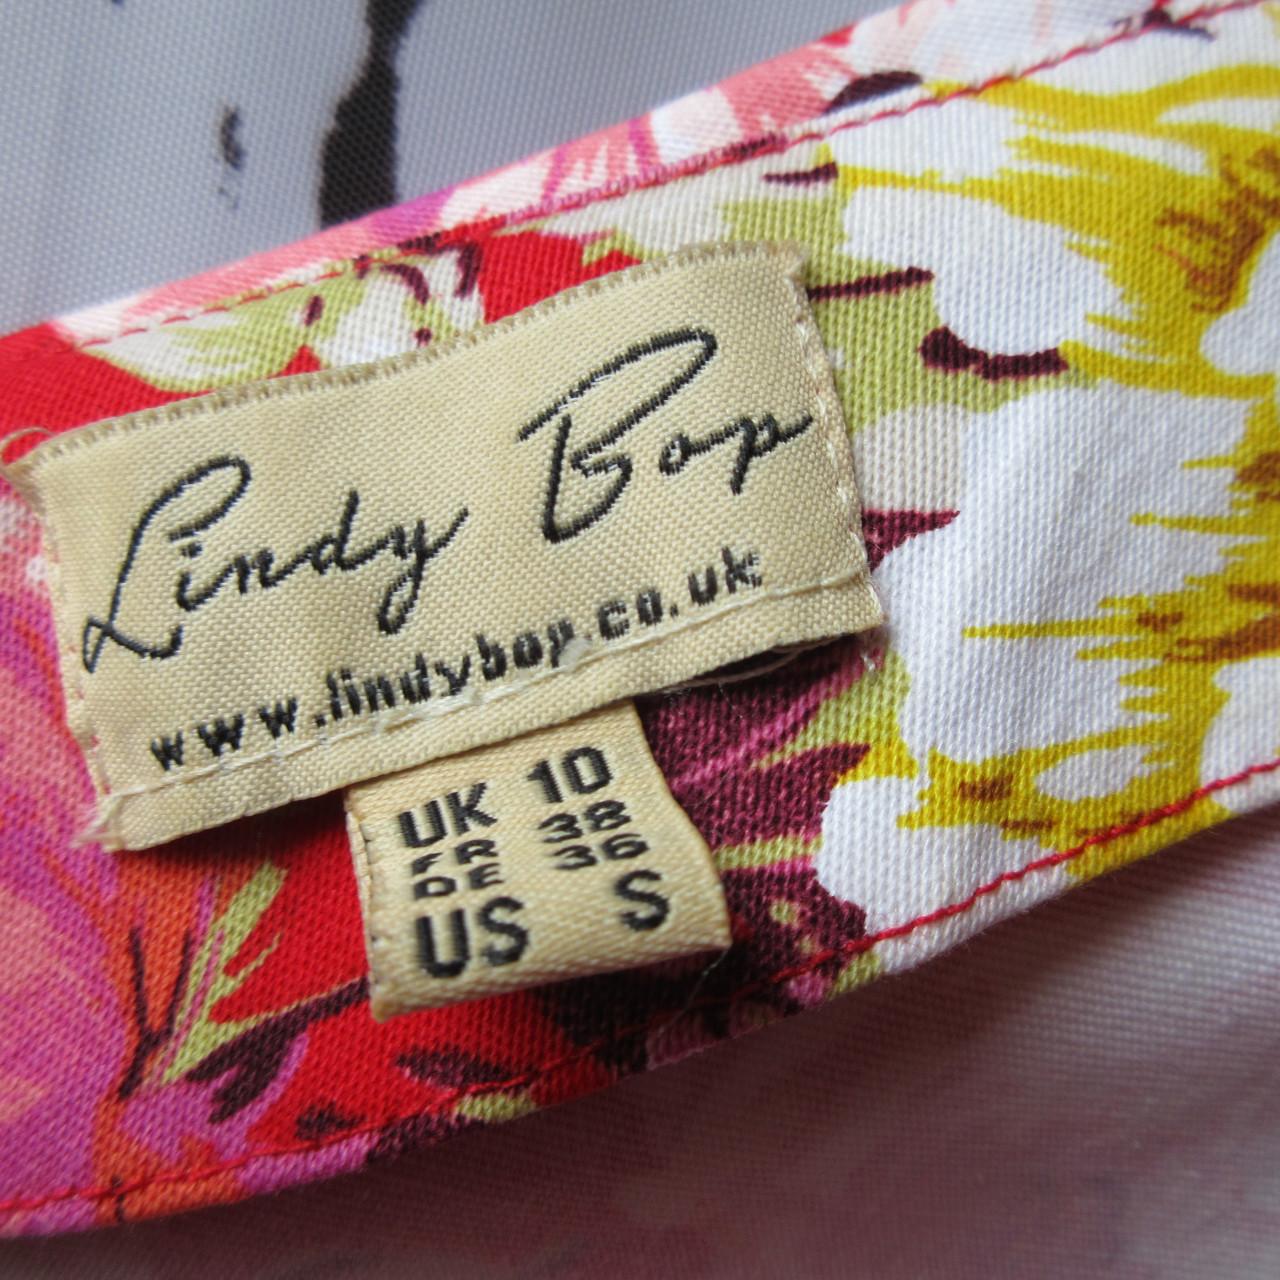 Lindy Bop
www.lindybop.co.uk
UK 10
FR 38
DE 36
US S